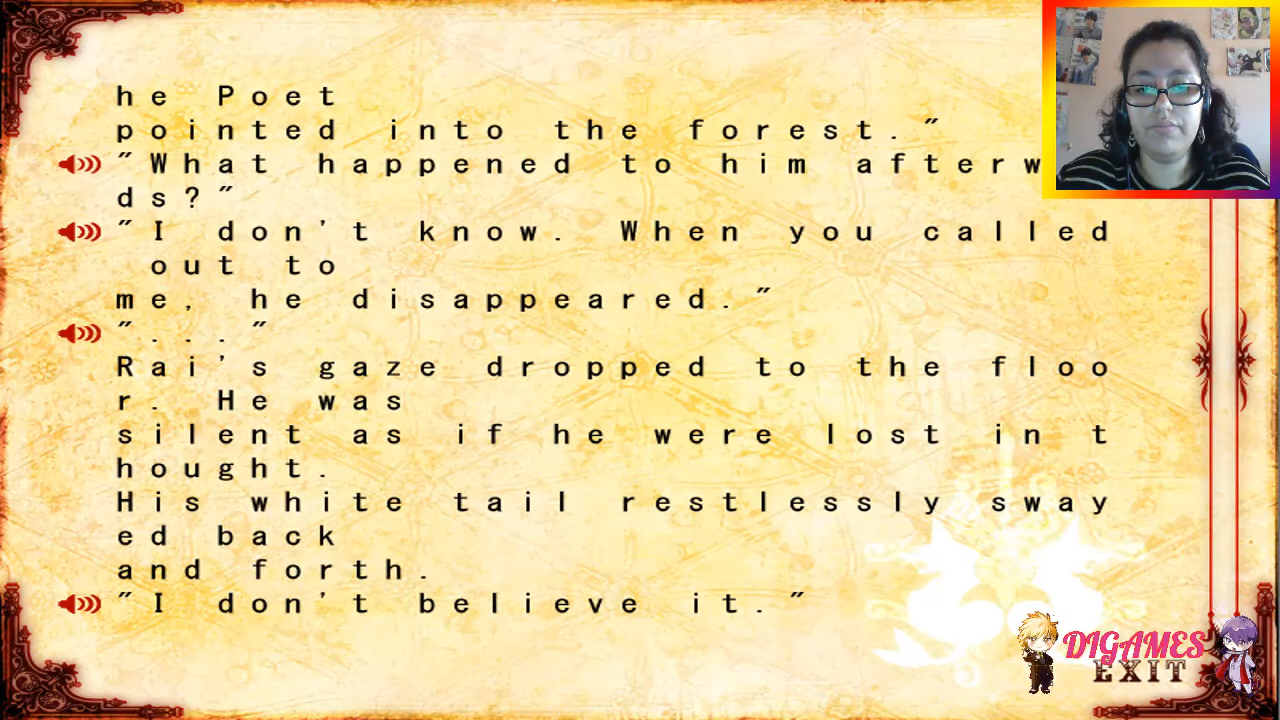 he Poet
pointed into the forest."
"What happened to him afterw
ds?"
"I don't know. When you called
out to
me, he disappeared."
"..."
Rai's gaze dropped to the floo
r. He was
silent as if he were lost in t
hought.
His white tail restlessly sway
ed back
and forth.
"I don't believe it."
DIGAMES
EXIT